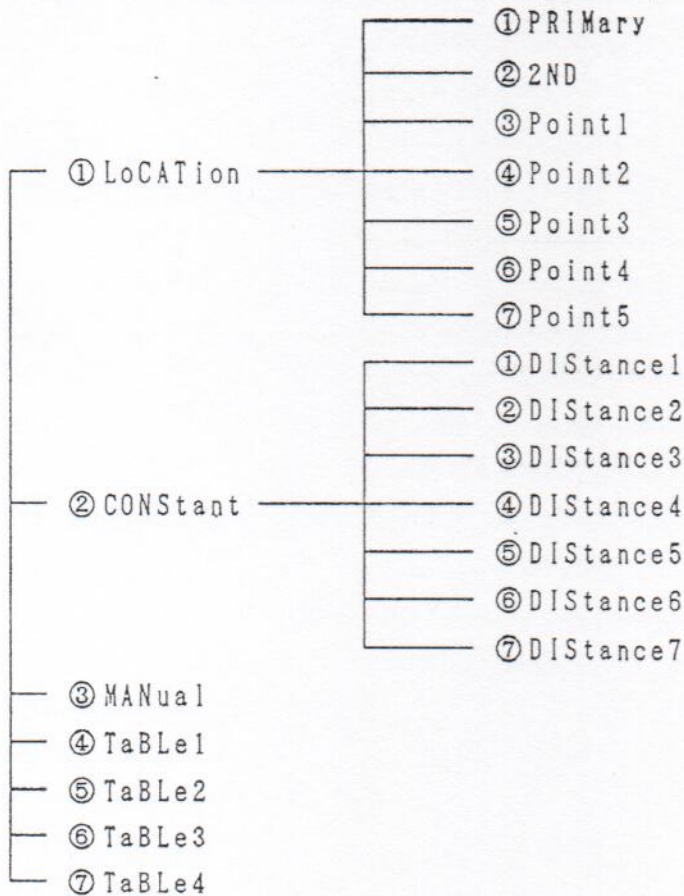 ①PRIMary
②2ND
③Point1
①LoCATion ④Point2
⑤Point3
⑥Point4
⑦Point5
①DIStance1
②DIStance2
③DIStance3
②CONStant ④DIStance4
⑤DIStance5
⑥DIStance6
⑦DIStance7
③MANual
④TaBLe1
⑤TaBLe2
⑥TaBLe3
⑦TaBLe4